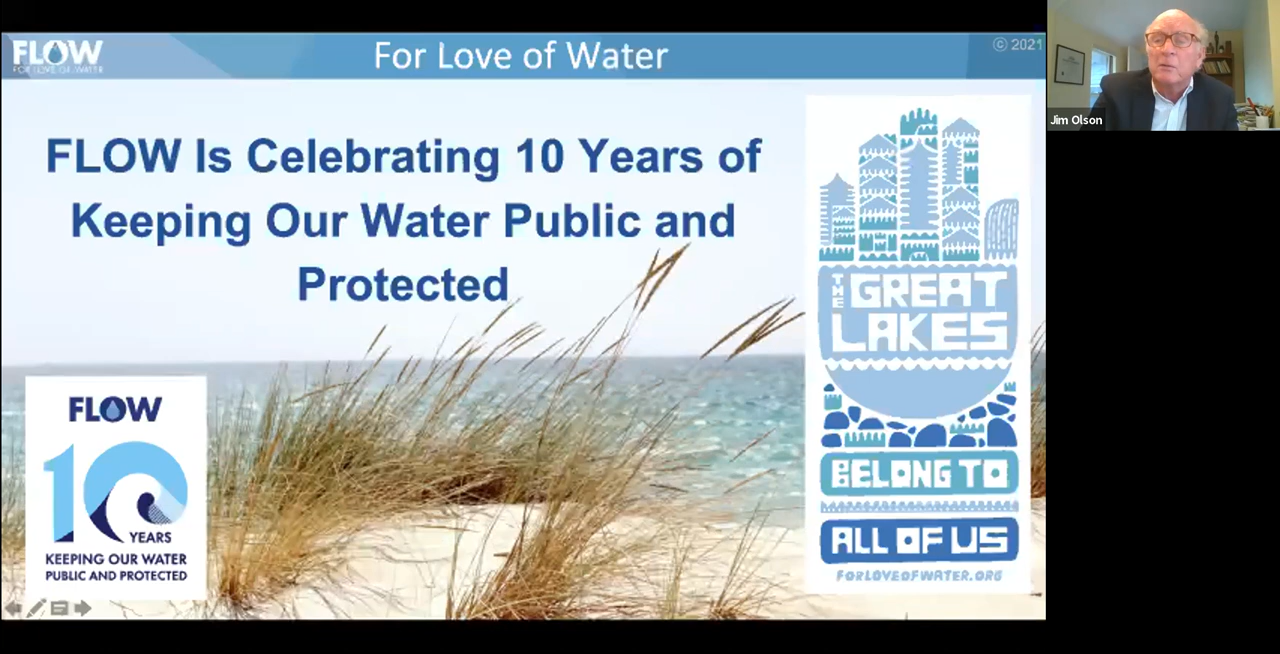 FLOW
FOR LOVE OF WATER
For Love of Water
© 2021
Jim Olson
FLOW Is Celebrating 10 Years of
Keeping Our Water Public and
Protected
THE GREAT
LAKES
BELONG TO
ALL OF US
FORLOVEOFWATER.ORG
FLOW
10
YEARS
KEEPING OUR WATER
PUBLIC AND PROTECTED